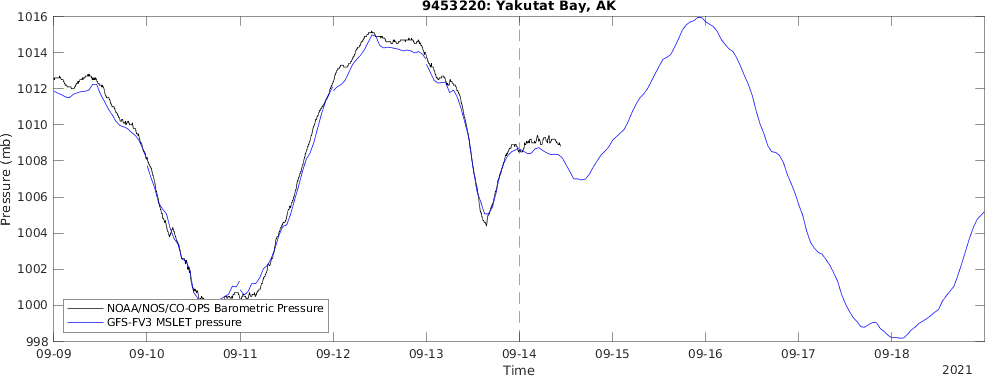 9453220: Yakutat Bay, AK
Pressure (mb)
1016
1014
1012
1010
1008
1006
1004
1002
1000
998
NOAA/NOS/CO-OPS Barometric Pressure
GFS-FV3 MSLET pressure
09-09 09-10 09-11 09-12 09-13 09-14 09-15 09-16 09-17 09-18
Time
2021